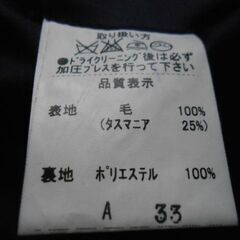 取り扱い方
●ドライクリーニング後は必ず
加圧プレスを行って下さい
品質表示
表地 毛 100%
(タスマニア 25%)
裏地 ポリエステル 100%
A 33